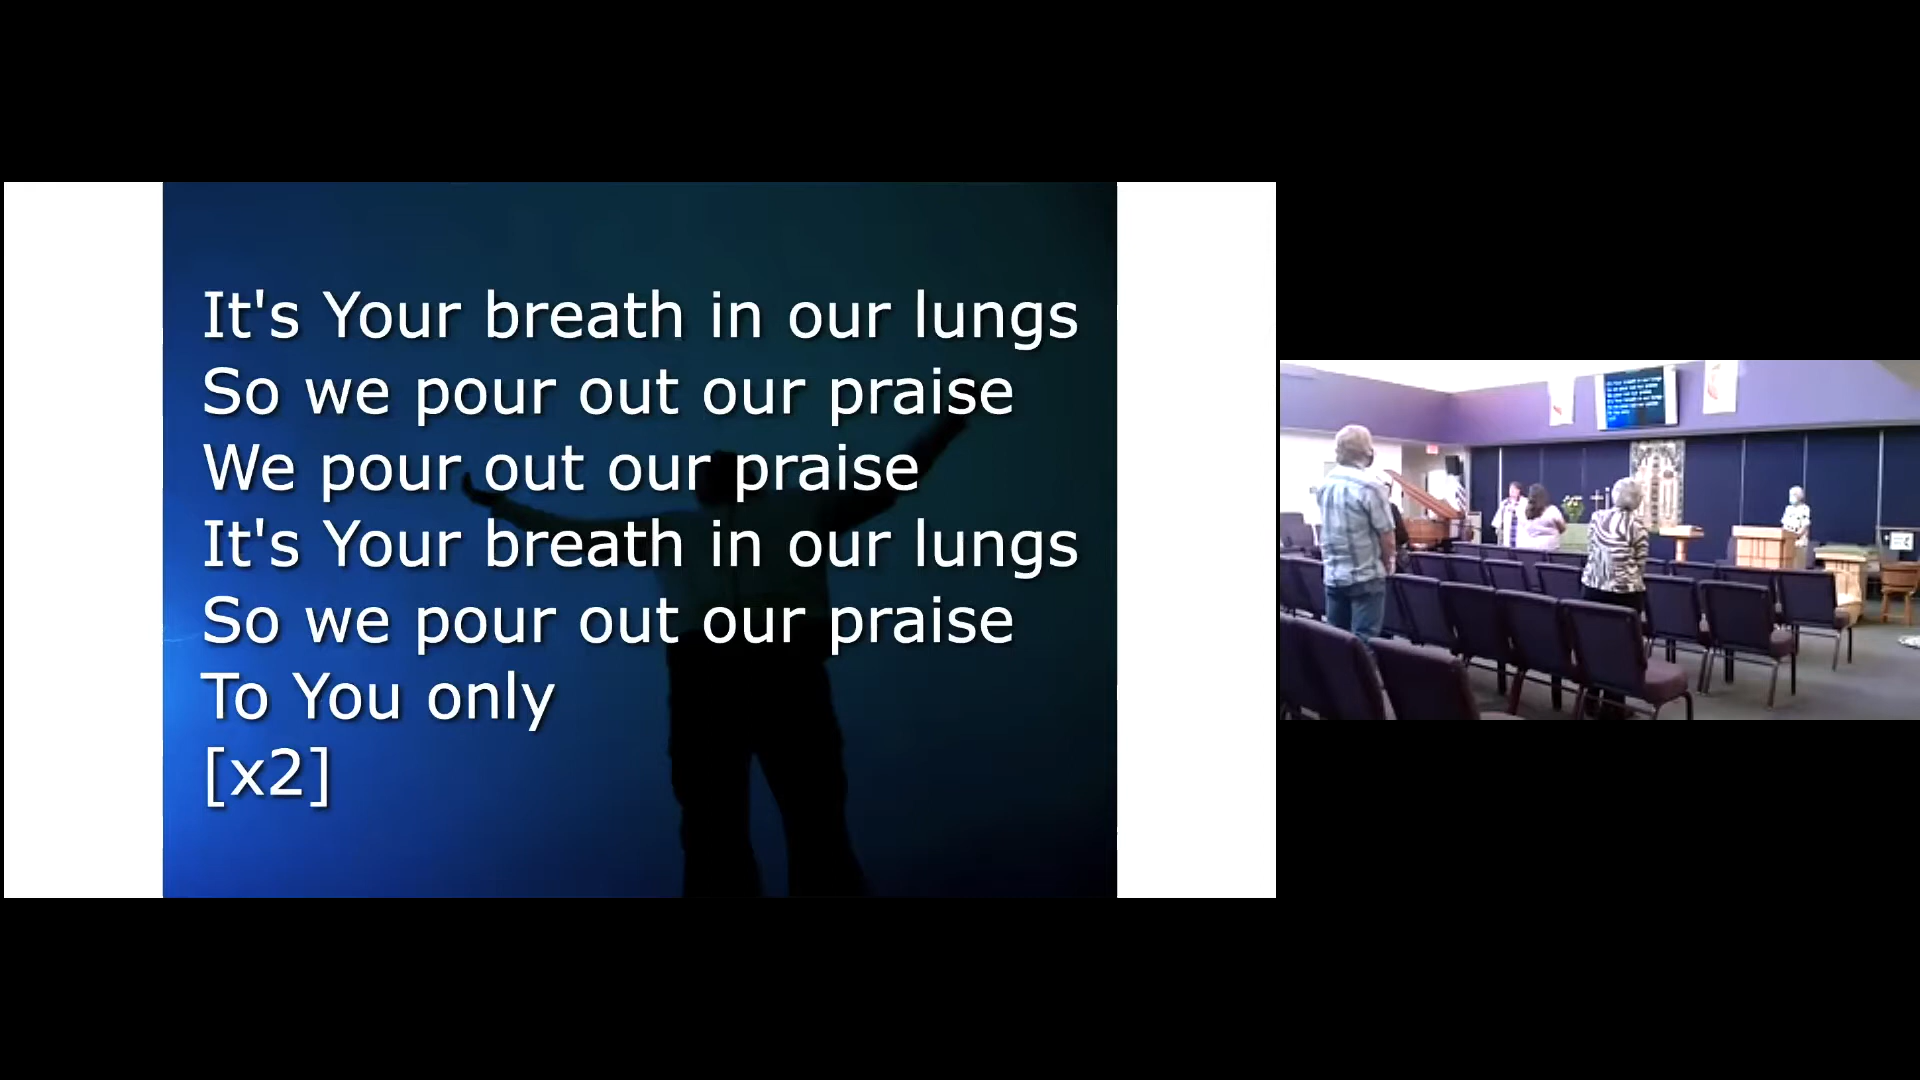 It's Your breath in our lungs
So we pour out our praise
We pour out our praise
It's Your breath in our lungs
So we pour out our praise
To You only
[x2]